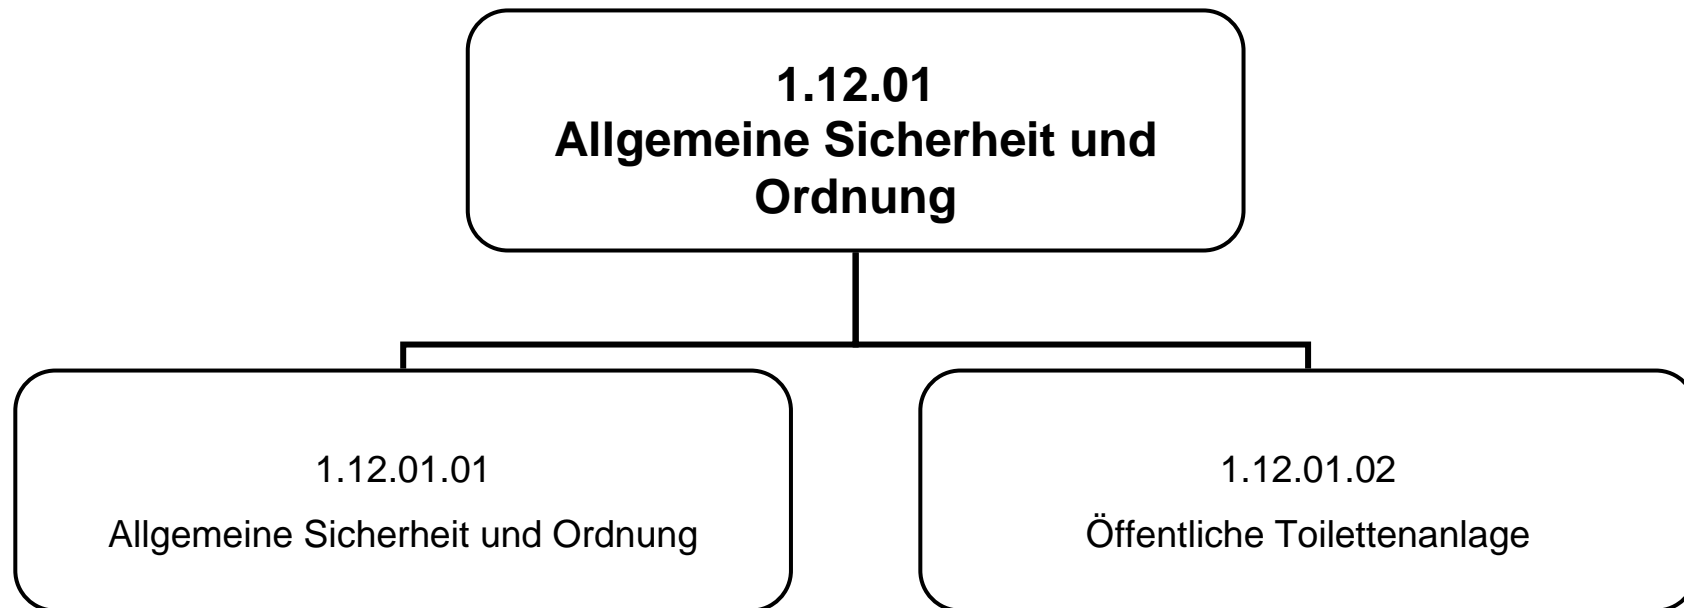 1.12.01
Allgemeine Sicherheit und
Ordnung
1.12.01.01
Allgemeine Sicherheit und Ordnung
1.12.01.02
Öffentliche Toilettenanlage